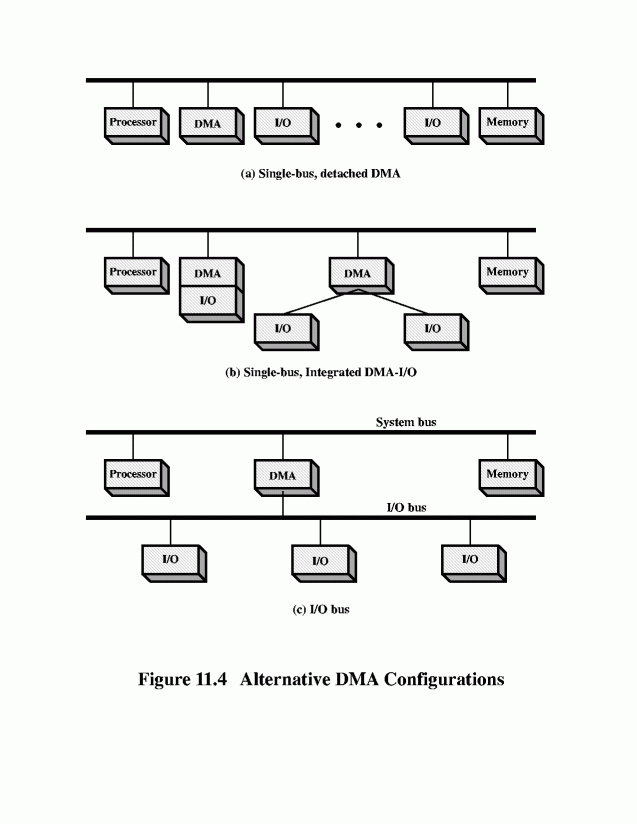 Processor DMA I/O • • • I/O Memory
(a) Single-bus, detached DMA
Processor DMA DMA Memory
I/O
I/O I/O
(b) Single-bus, Integrated DMA-I/O
System bus
Processor DMA Memory
I/O bus
I/O I/O I/O
(c) I/O bus
Figure 11.4 Alternative DMA Configurations